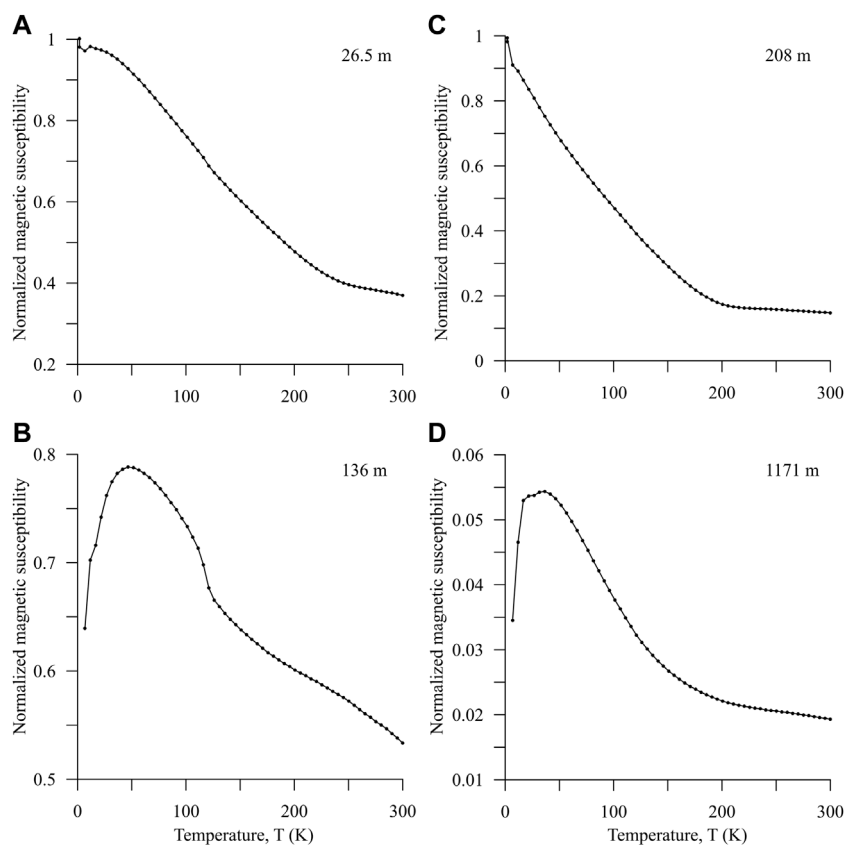 A
26.5 m
Normalized magnetic susceptibility
1
0.8
0.6
0.4
0.2
0 100 200 300
C
208 m
Normalized magnetic susceptibility
1
0.8
0.6
0.4
0.2
0
0 100 200 300
B
136 m
Normalized magnetic susceptibility
0.8
0.7
0.6
0.5
0 100 200 300
Temperature, T (K)
D
1171 m
Normalized magnetic susceptibility
0.06
0.05
0.04
0.03
0.02
0.01
0 100 200 300
Temperature, T (K)